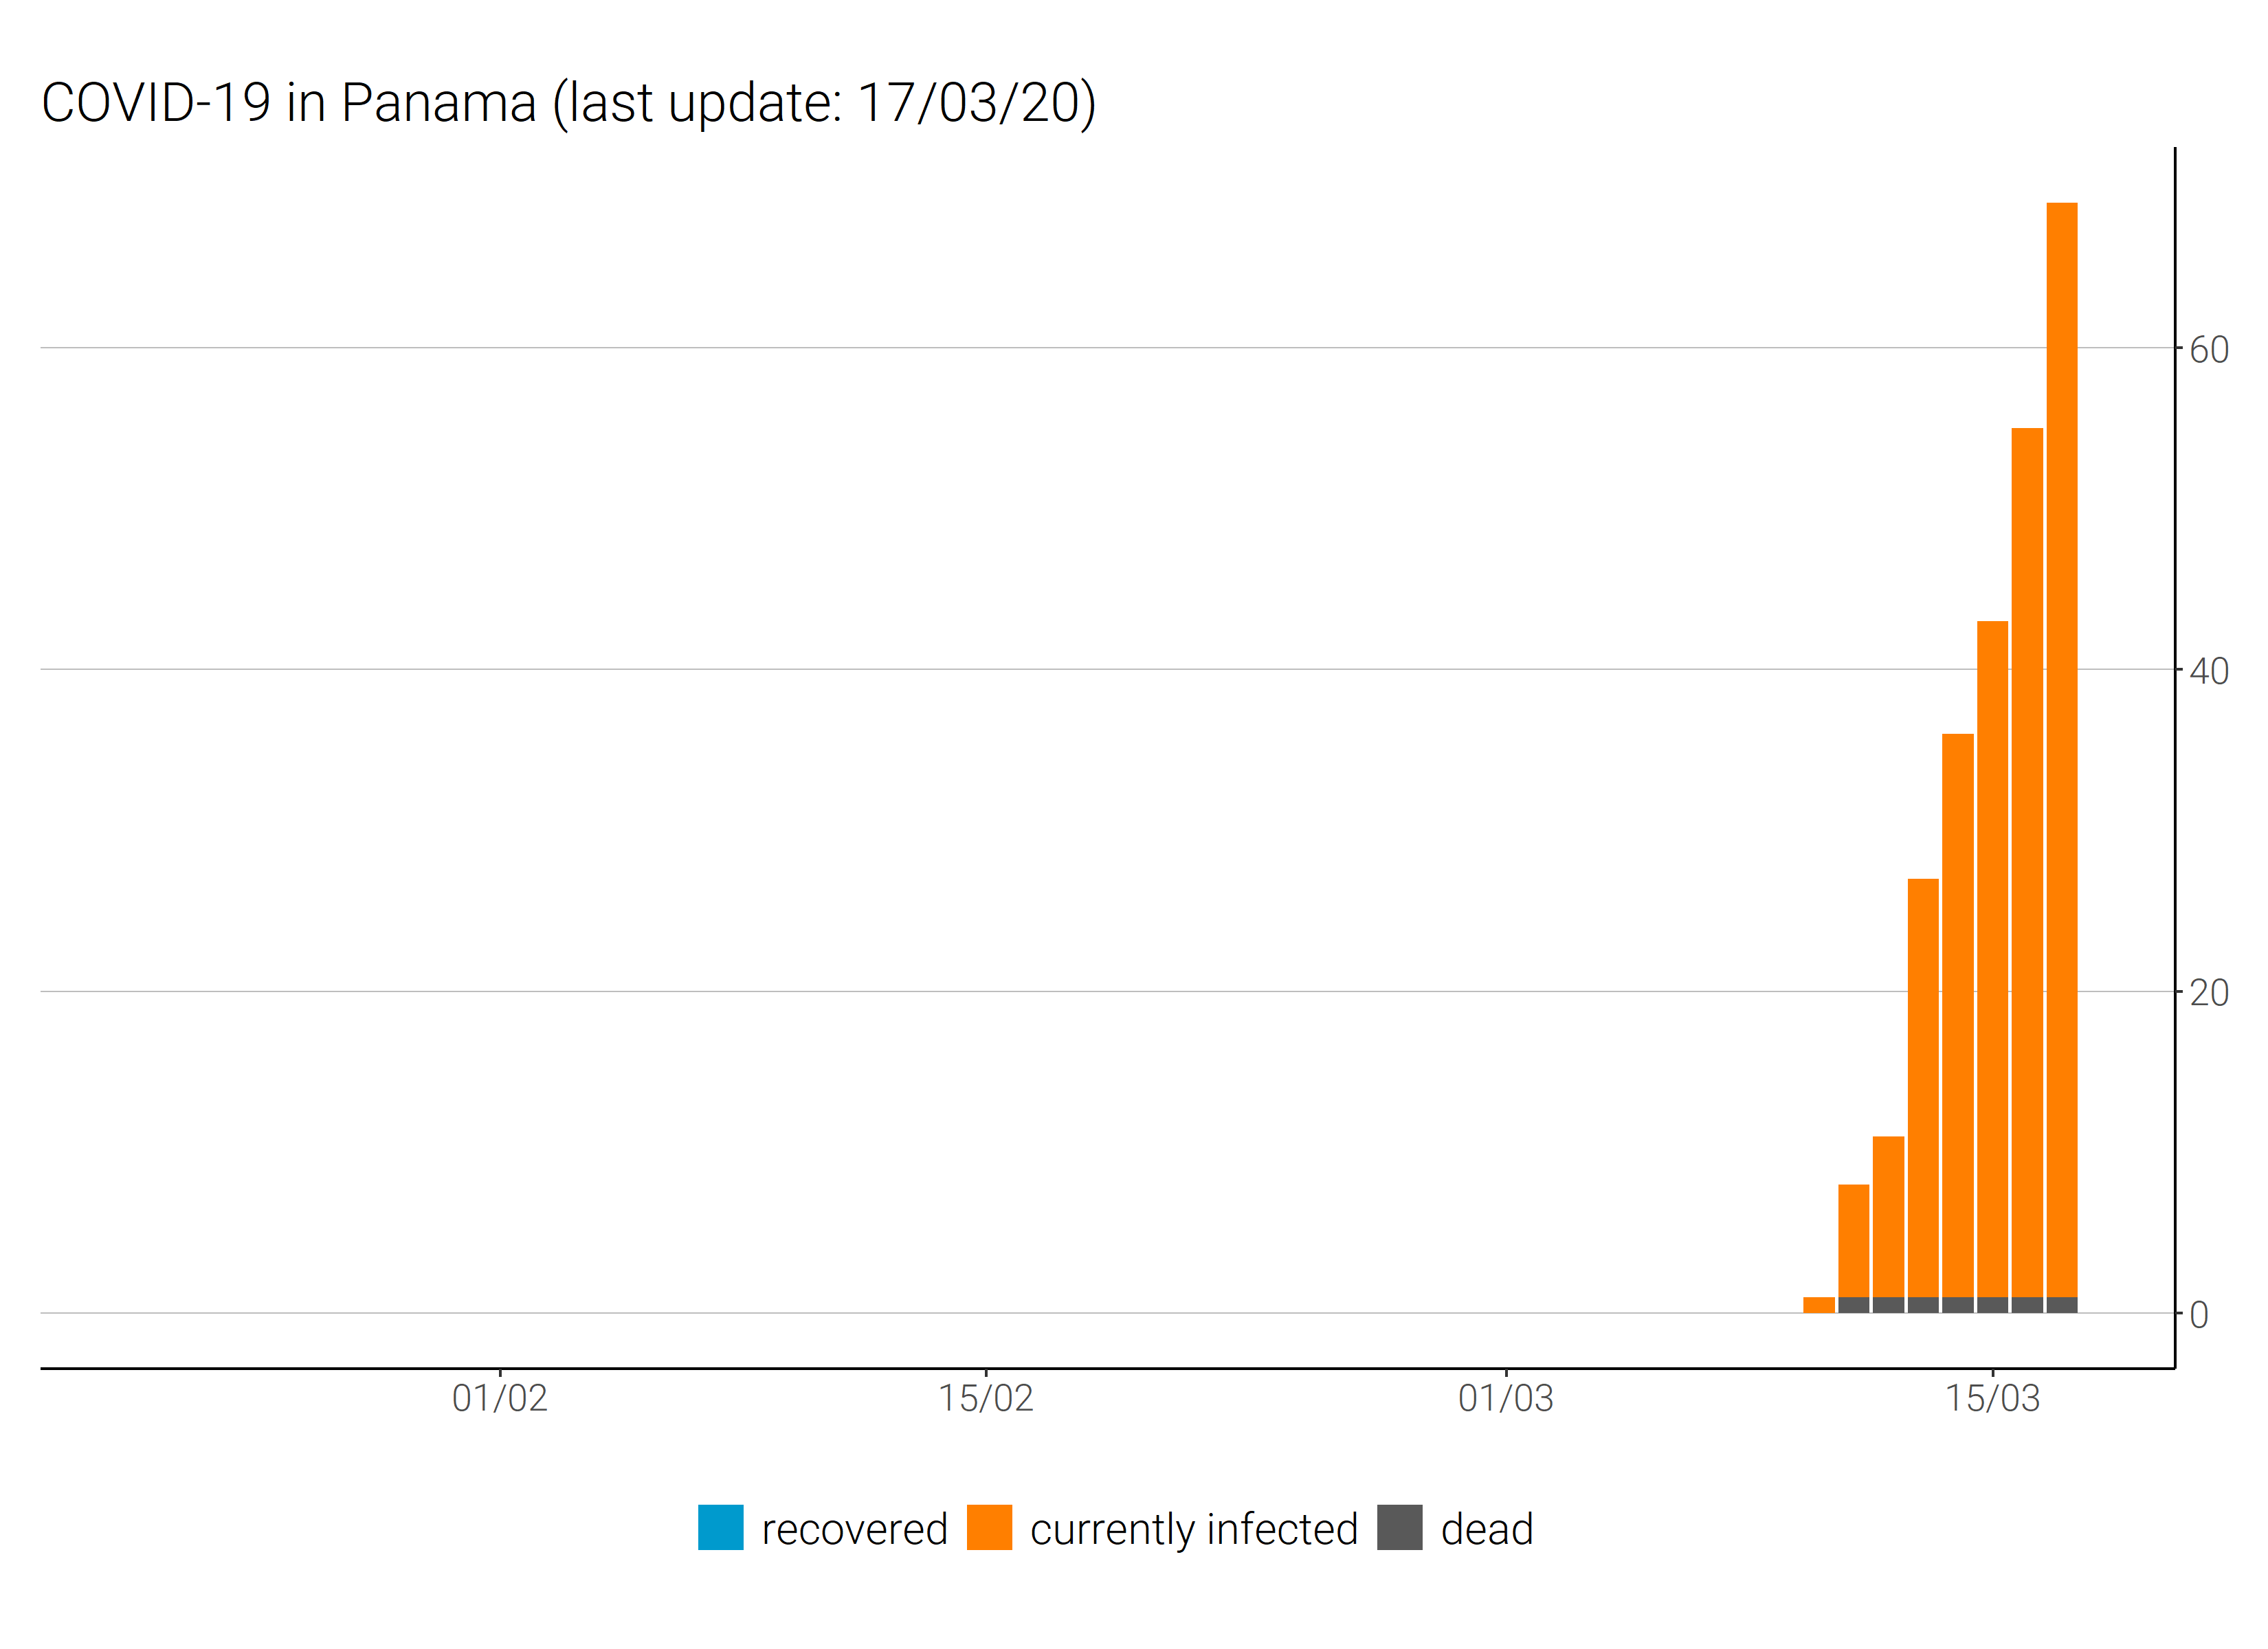 COVID-19 in Panama (last update: 17/03/20)
60
40
20
0
01/02 15/02 01/03 15/03
recovered currently infected dead